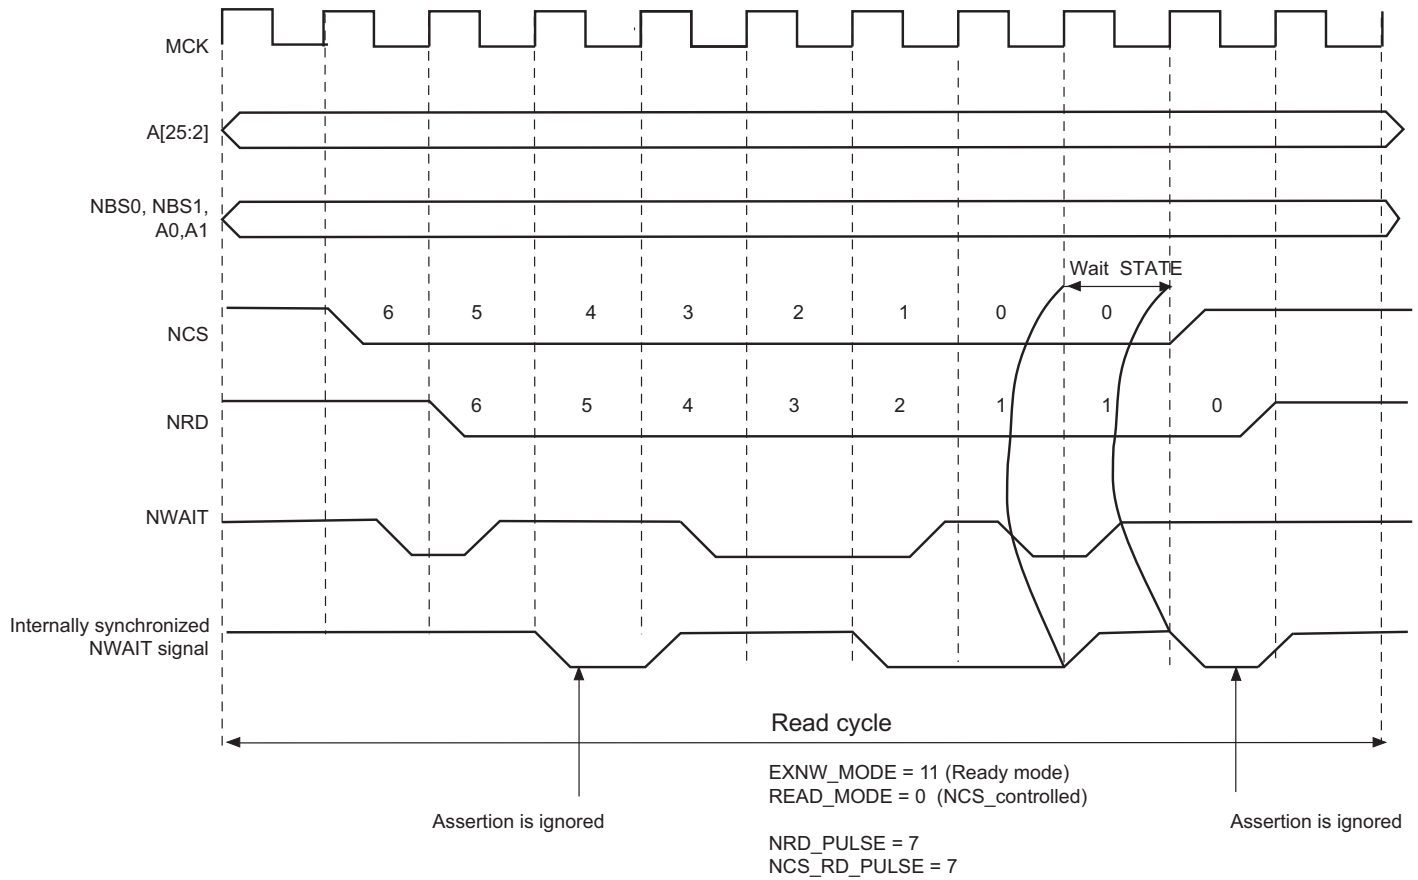 MCK
A[25:2]
NBS0, NBS1,
A0,A1
Wait STATE
NCS
6 5 4 3 2 1 0 0
NRD
6 5 4 3 2 1 1 0
NWAIT
Internally synchronized
NWAIT signal
Read cycle
EXNW_MODE = 11 (Ready mode)
READ_MODE = 0 (NCS_controlled)
Assertion is ignored
Assertion is ignored
NRD_PULSE = 7
NCS_RD_PULSE = 7